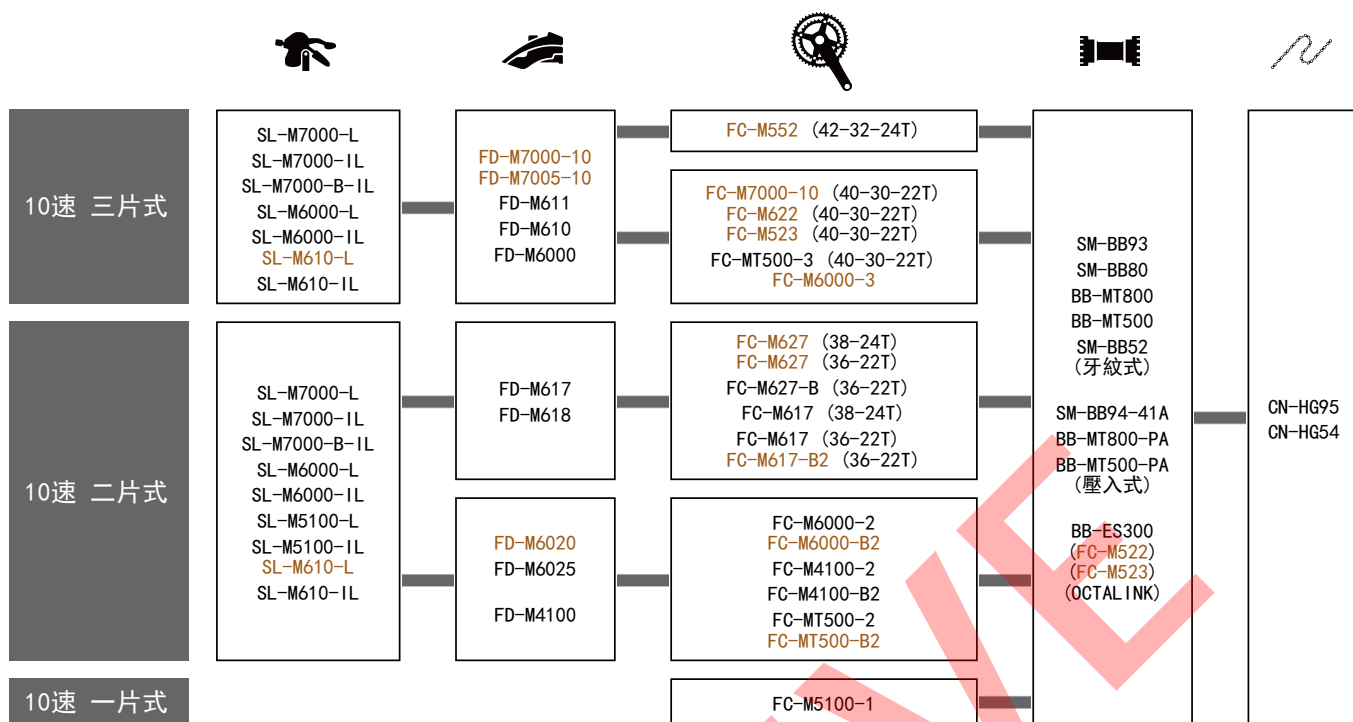 10速 三片式
SL-M7000-L
SL-M7000-IL
SL-M7000-B-IL
SL-M6000-L
SL-M6000-IL
SL-M610-L
SL-M610-IL
FD-M7000-10
FD-M7005-10
FD-M611
FD-M610
FD-M6000
FC-M552 (42-32-24T)
FC-M7000-10 (40-30-22T)
FC-M622 (40-30-22T)
FC-M523 (40-30-22T)
FC-MT500-3 (40-30-22T)
FC-M6000-3
10速 二片式
SL-M7000-L
SL-M7000-IL
SL-M7000-B-IL
SL-M6000-L
SL-M6000-IL
SL-M5100-L
SL-M5100-IL
SL-M610-L
SL-M610-IL
FD-M617
FD-M618
FC-M627 (38-24T)
FC-M627 (36-22T)
FC-M627-B (36-22T)
FC-M617 (38-24T)
FC-M617 (36-22T)
FC-M617-B2 (36-22T)
FD-M6020
FD-M6025
FD-M4100
FC-M6000-2
FC-M6000-B2
FC-M4100-2
FC-M4100-B2
FC-MT500-2
FC-MT500-B2
10速 一片式
FC-M5100-1
SM-BB93
SM-BB80
BB-MT800
BB-MT500
SM-BB52
(牙紋式)
SM-BB94-41A
BB-MT800-PA
BB-MT500-PA
(壓入式)
BB-ES300
(FC-M522)
(FC-M523)
(OCTALINK)
CN-HG95
CN-HG54